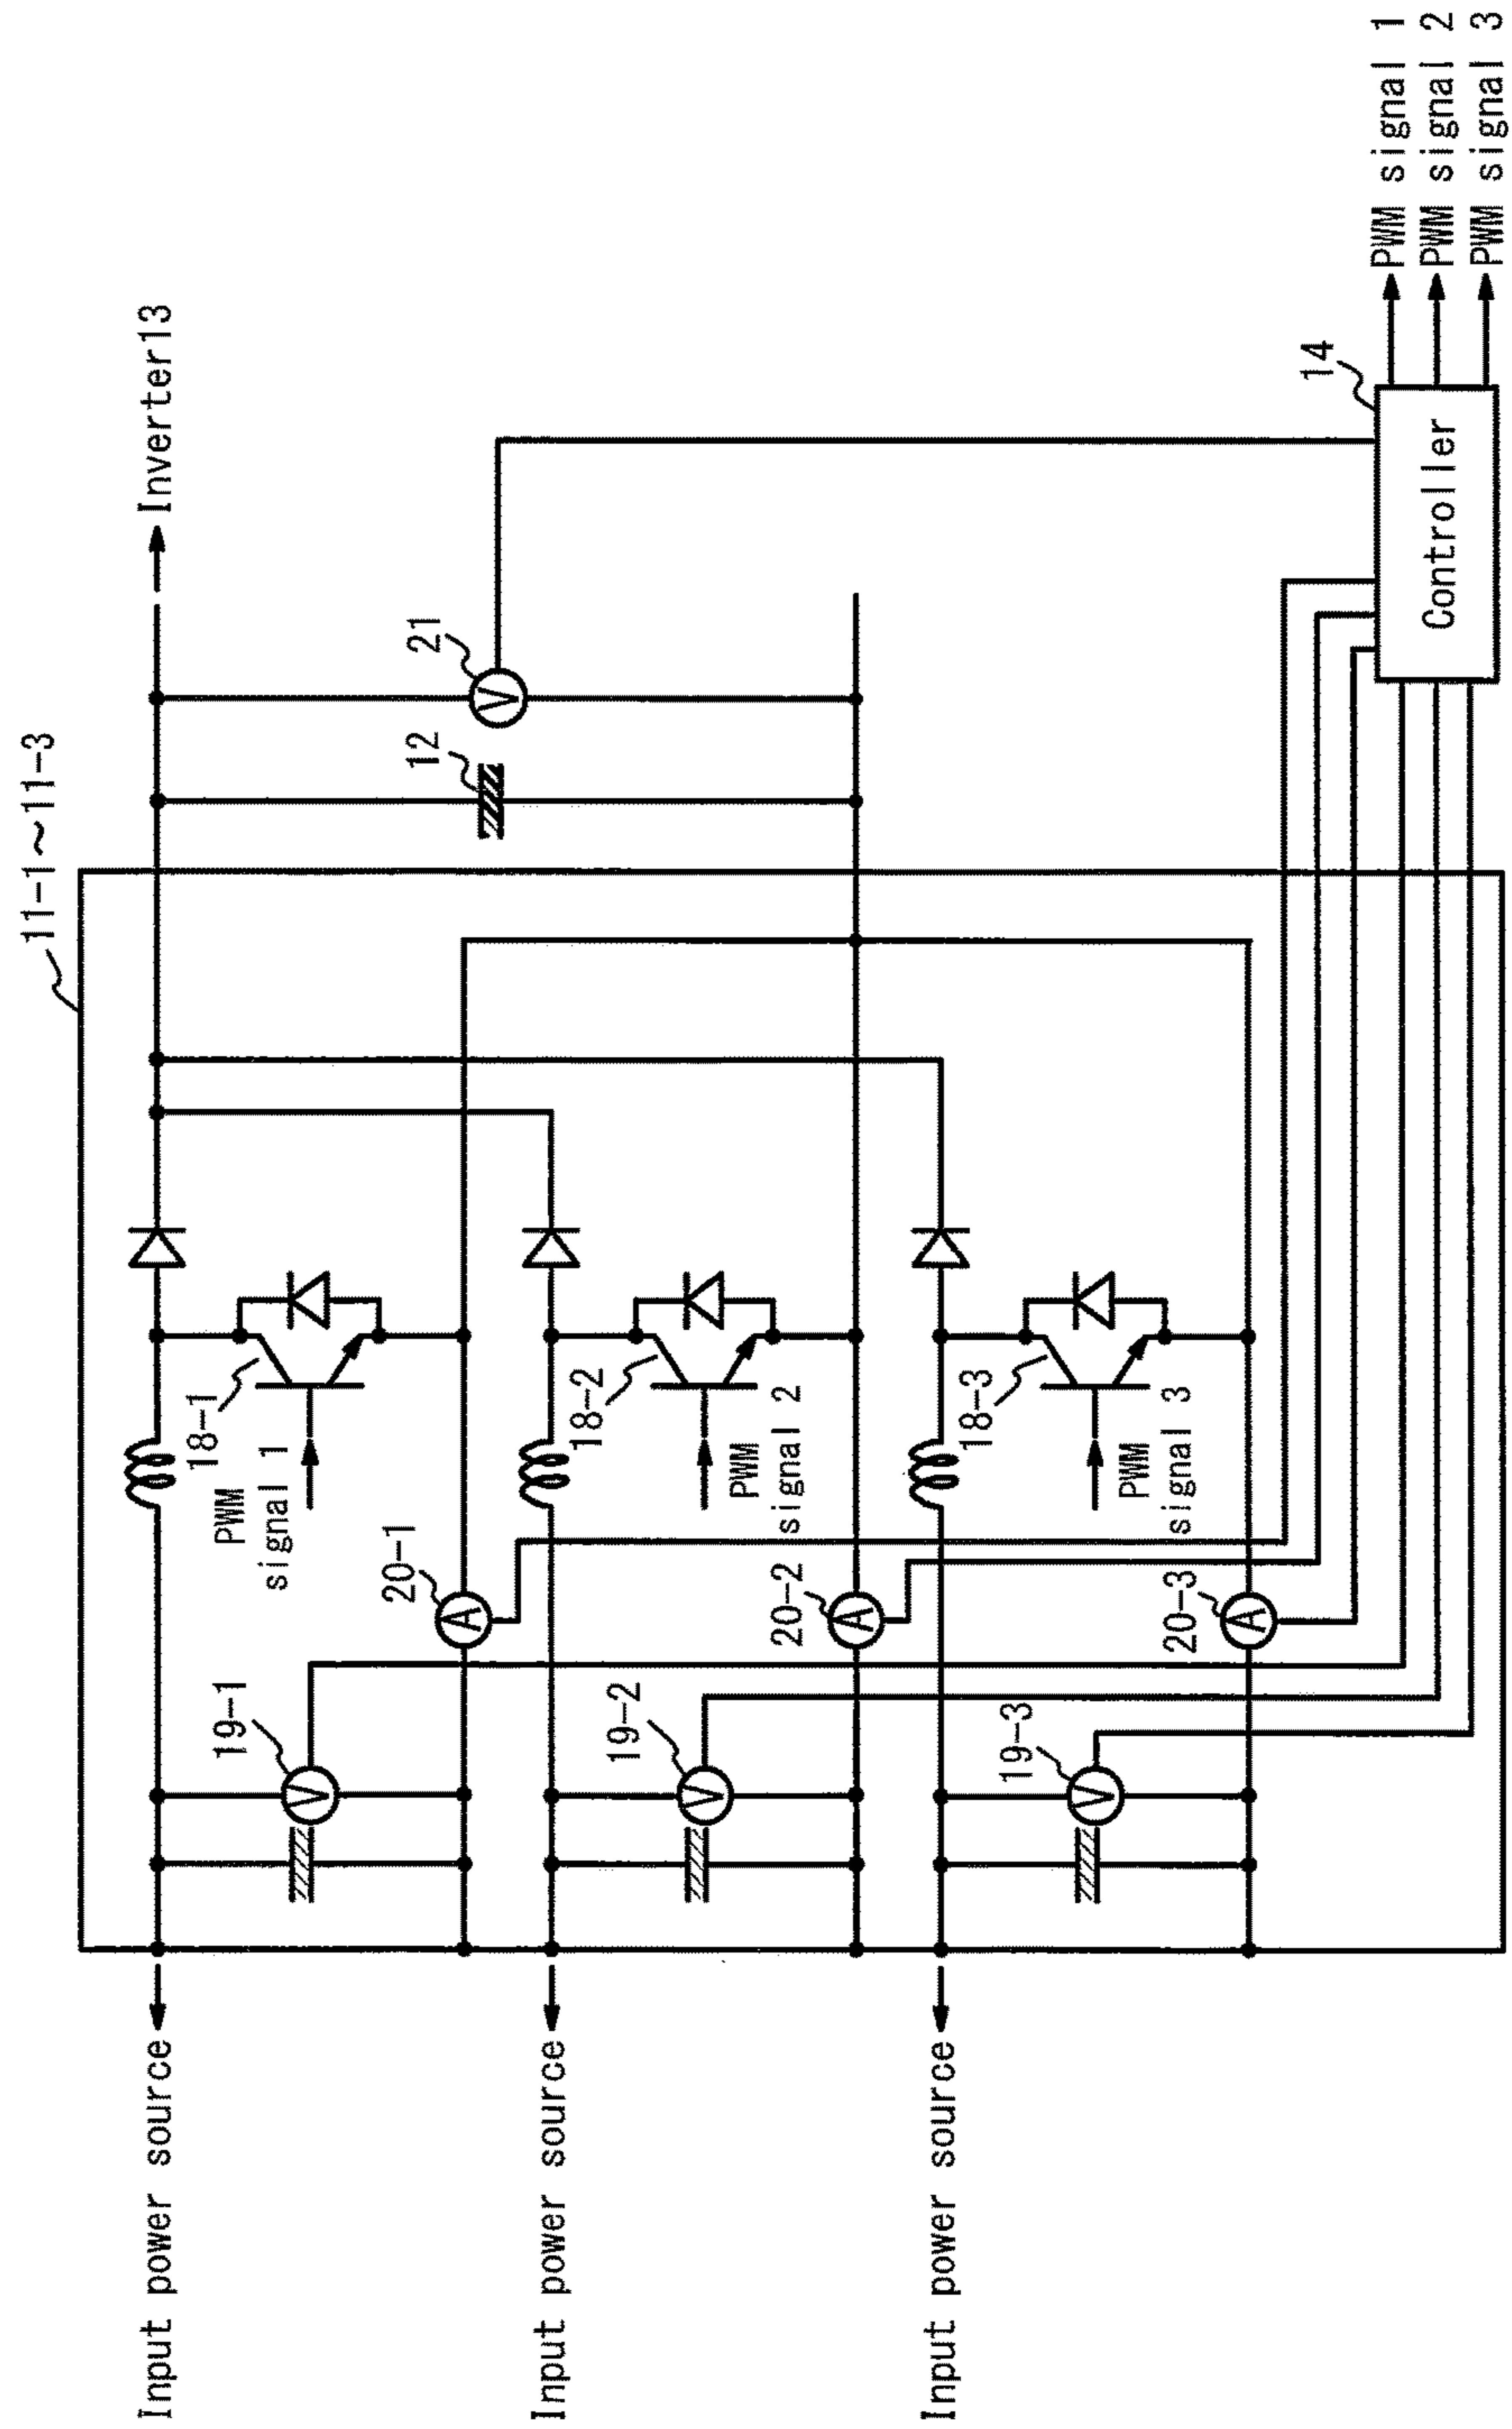 11-1～11-3
Input power source
Inverter13
19-1
PWM
signal 1
18-1
20-1
12
21
Input power source
19-2
PWM
signal 2
18-2
20-2
Input power source
19-3
PWM
signal 3
18-3
20-3
V
V
V
V
A
A
A
14
Controller
PWM signal 1
PWM signal 2
PWM signal 3